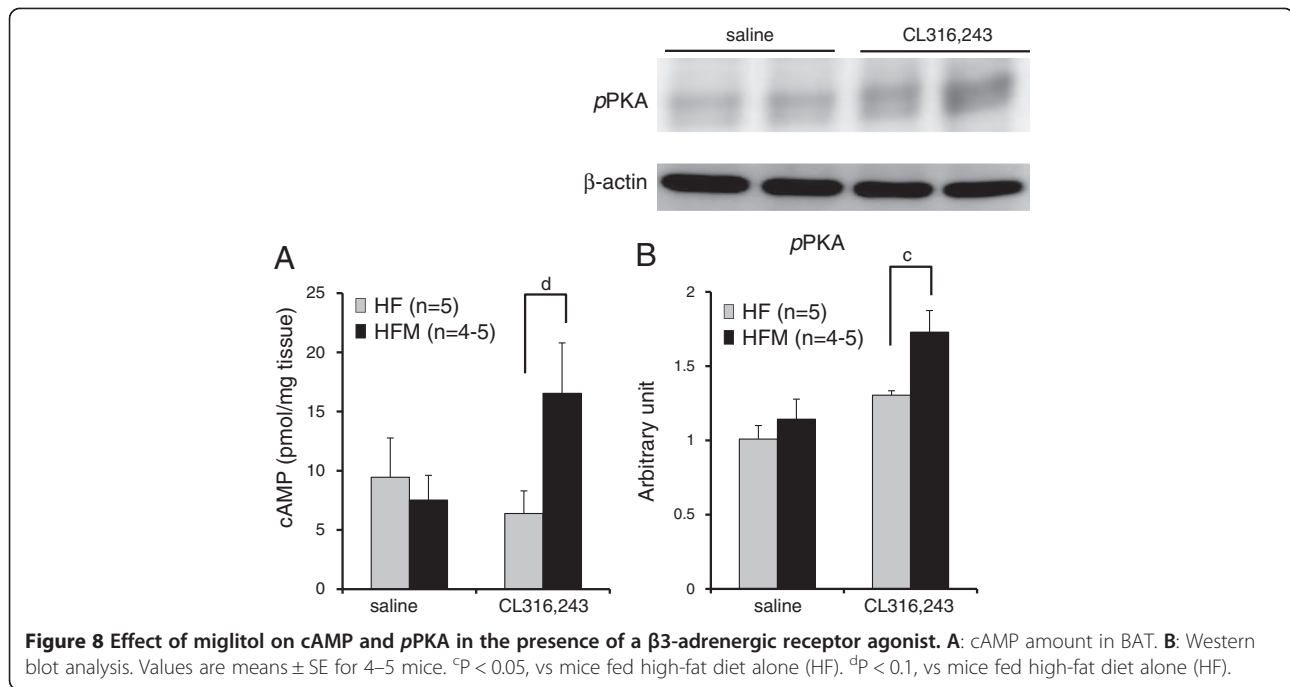 saline CL316,243
pPKA
β-actin
A
d
25
20
15
10
5
0
cAMP (pmol/mg tissue)
HF (n=5)
HFM (n=4-5)
saline CL316,243
B
pPKA
c
2
1.5
1
0.5
0
Arbitrary unit
HF (n=5)
HFM (n=4-5)
saline CL316,243
Figure 8 Effect of miglitol on cAMP and pPKA in the presence of a β3-adrenergic receptor agonist. A: cAMP amount in BAT. B: Western
blot analysis. Values are means ± SE for 4–5 mice. ᶜP < 0.05, vs mice fed high-fat diet alone (HF). ᵈP < 0.1, vs mice fed high-fat diet alone (HF).